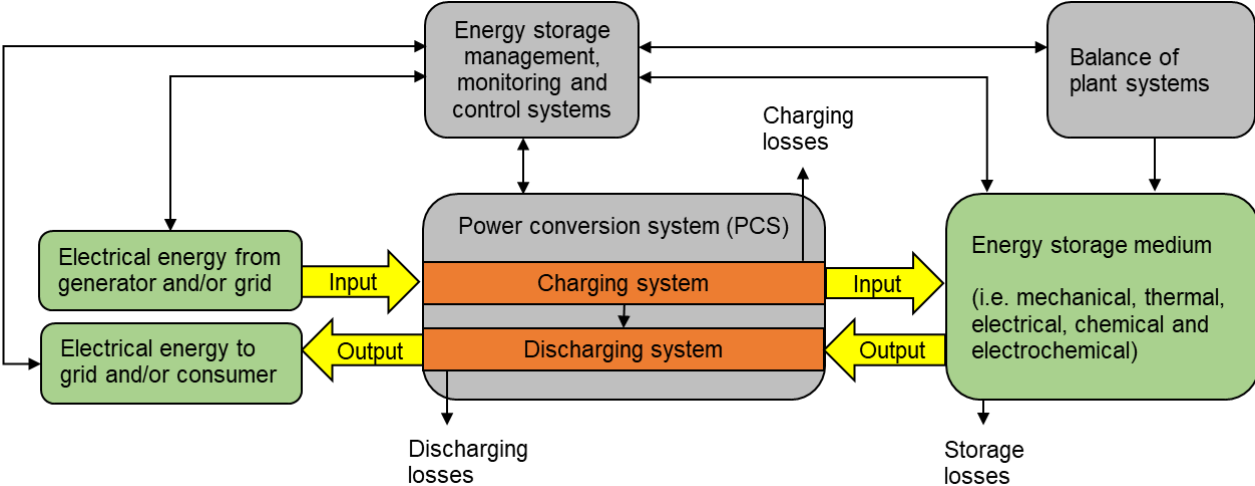 Energy storage
management,
monitoring and
control systems
Balance of
plant systems
Charging
losses
Power conversion system (PCS)
Electrical energy from
generator and/or grid
Input
Charging system
Input
Energy storage medium
(i.e. mechanical, thermal,
electrical, chemical and
electrochemical)
Electrical energy to
grid and/or consumer
Output
Discharging system
Output
Discharging
losses
Storage
losses